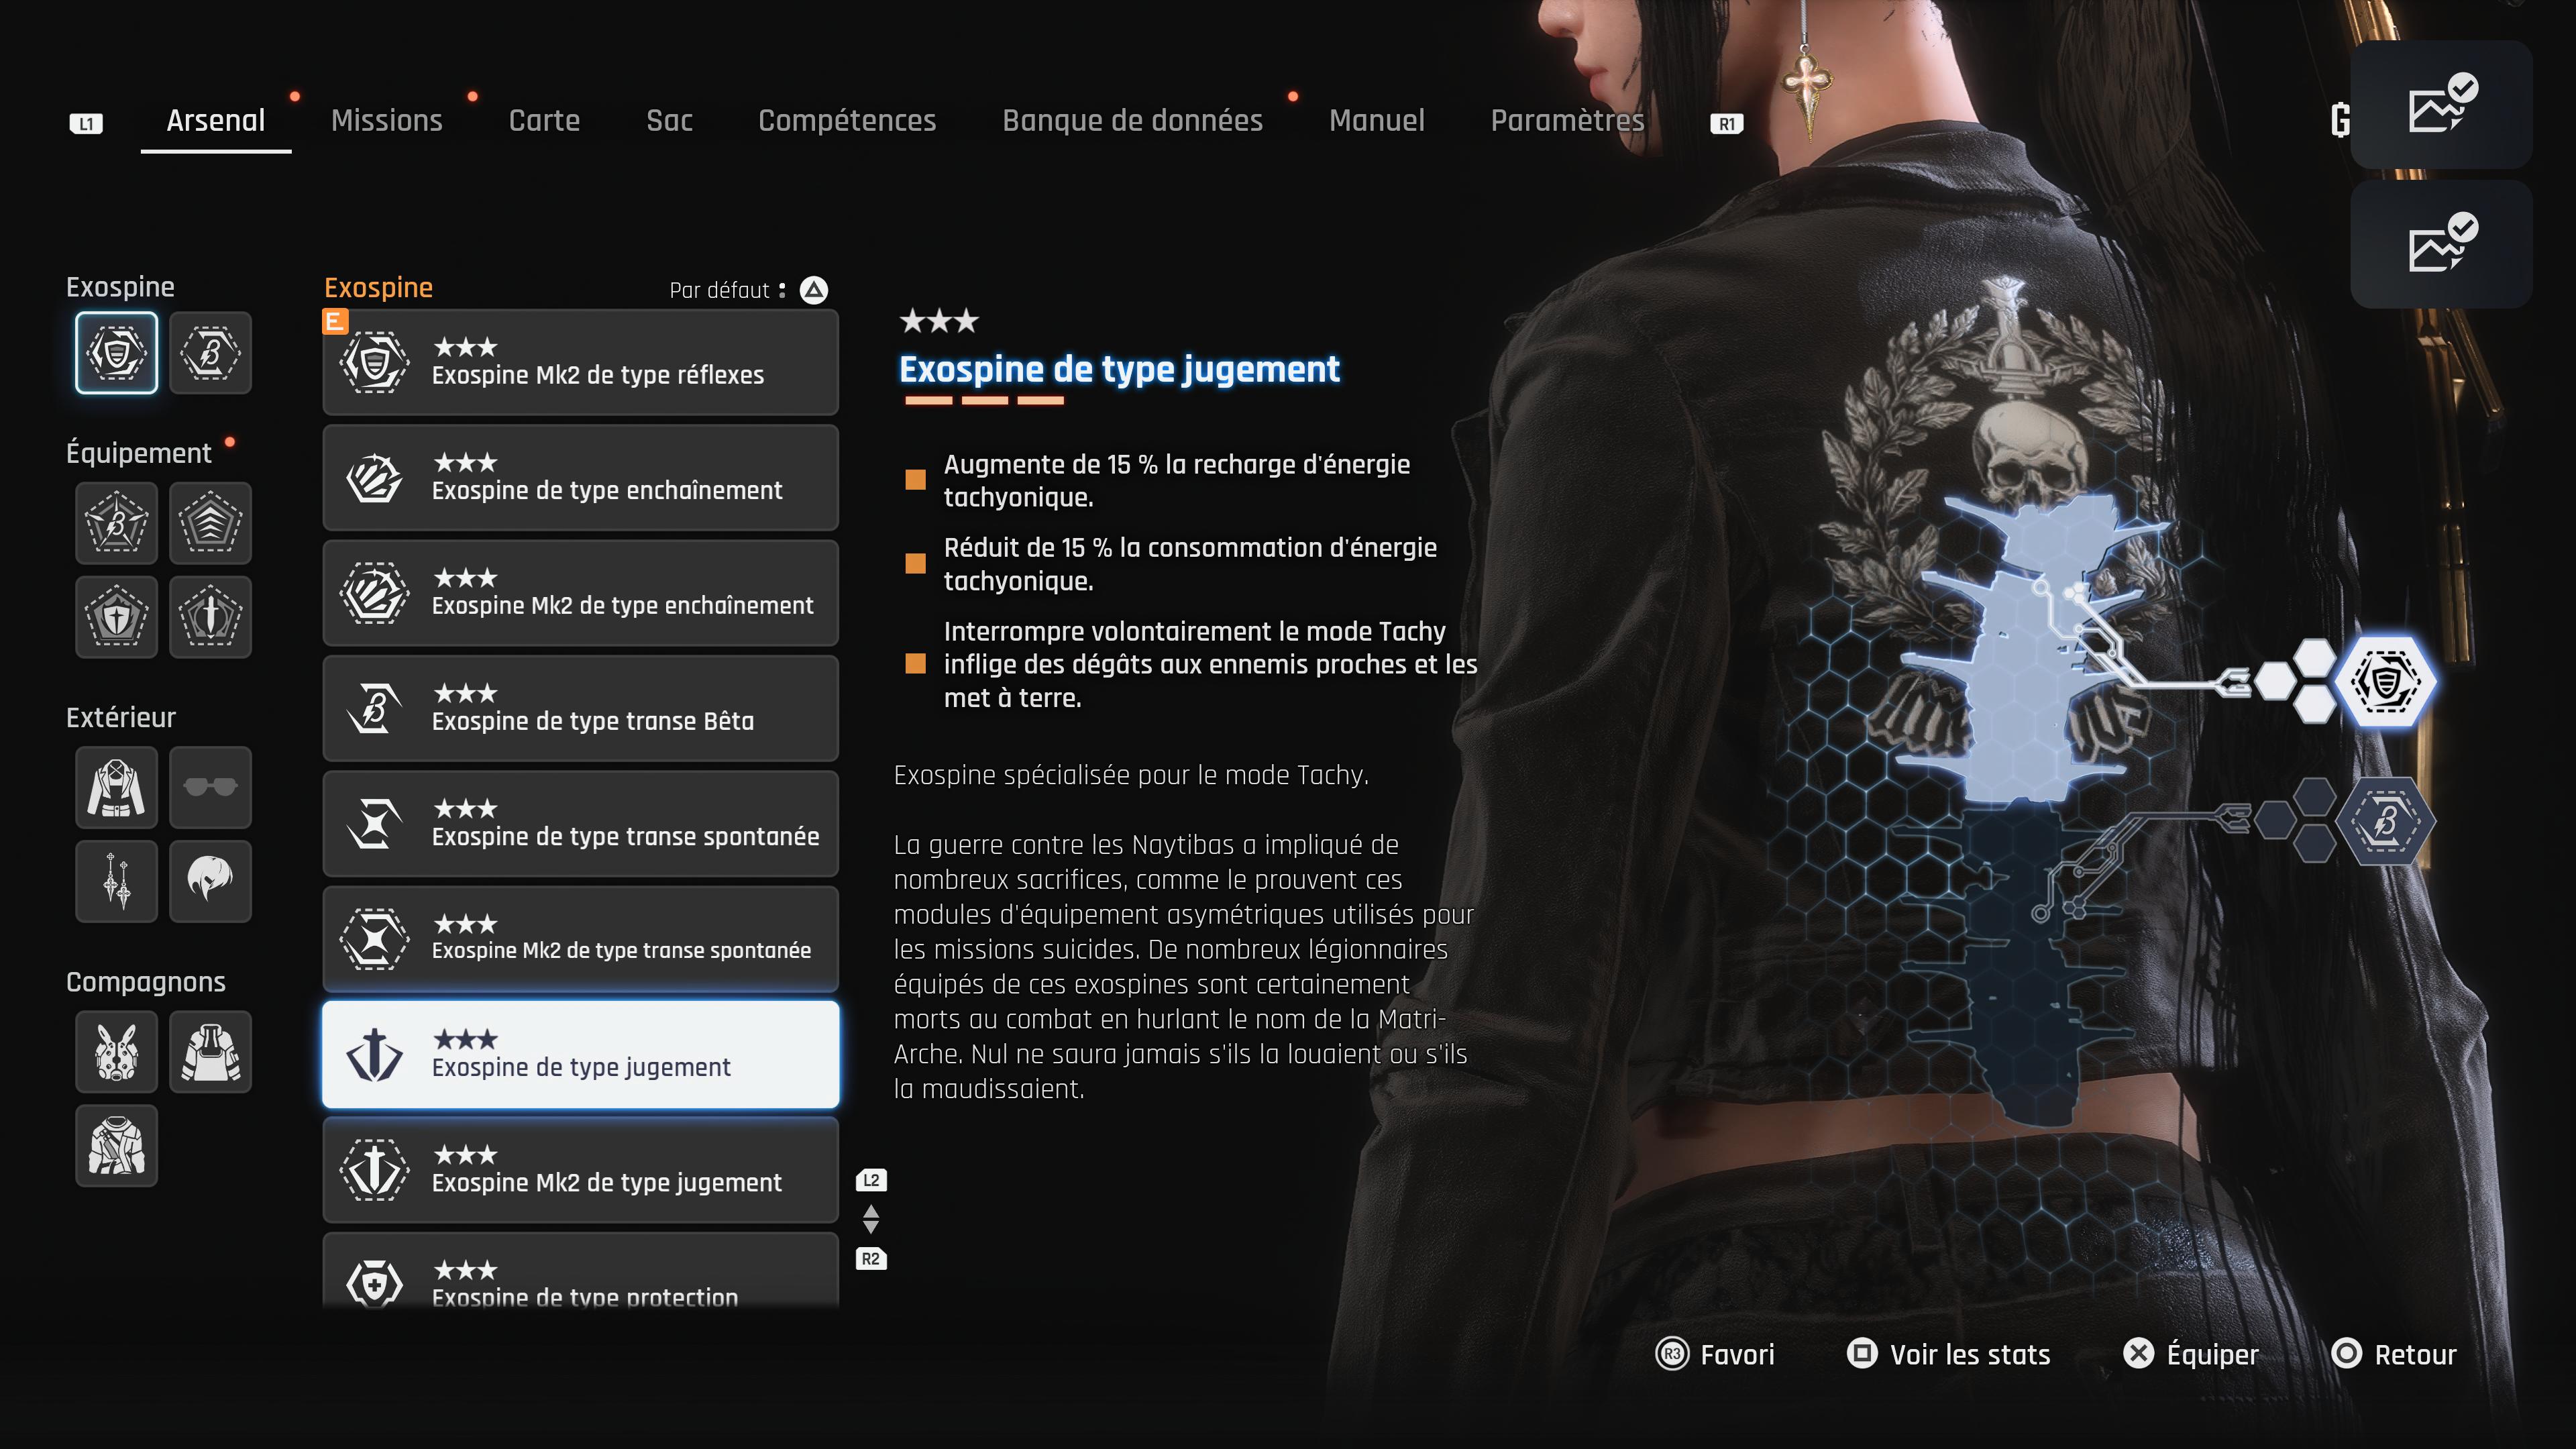 L1
Arsenal
Missions
Carte
Sac
Compétences
Banque de données
Manuel
Paramètres
R1
Exospine
Équipement
Extérieur
Compagnons
Exospine
Par défaut :
E
Exospine Mk2 de type réflexes
Exospine de type enchaînement
Exospine Mk2 de type enchaînement
Exospine de type transe Bêta
Exospine de type transe spontanée
Exospine Mk2 de type transe spontanée
Exospine de type jugement
Exospine Mk2 de type jugement
Exospine de type protection
L2
R2
Exospine de type jugement
Augmente de 15 % la recharge d'énergie
tachyonique.
Réduit de 15 % la consommation d'énergie
tachyonique.
Interrompre volontairement le mode Tachy
inflige des dégâts aux ennemis proches et les
met à terre.
Exospine spécialisée pour le mode Tachy.
La guerre contre les Naytibas a impliqué de
nombreux sacrifices, comme le prouvent ces
modules d'équipement asymétriques utilisés pour
les missions suicides. De nombreux légionnaires
équipés de ces exospines sont certainement
morts au combat en hurlant le nom de la Matri-
Arche. Nul ne saura jamais s'ils la louaient ou s'ils
la maudissaient.
R3 Favori
Voir les stats
Équiper
Retour